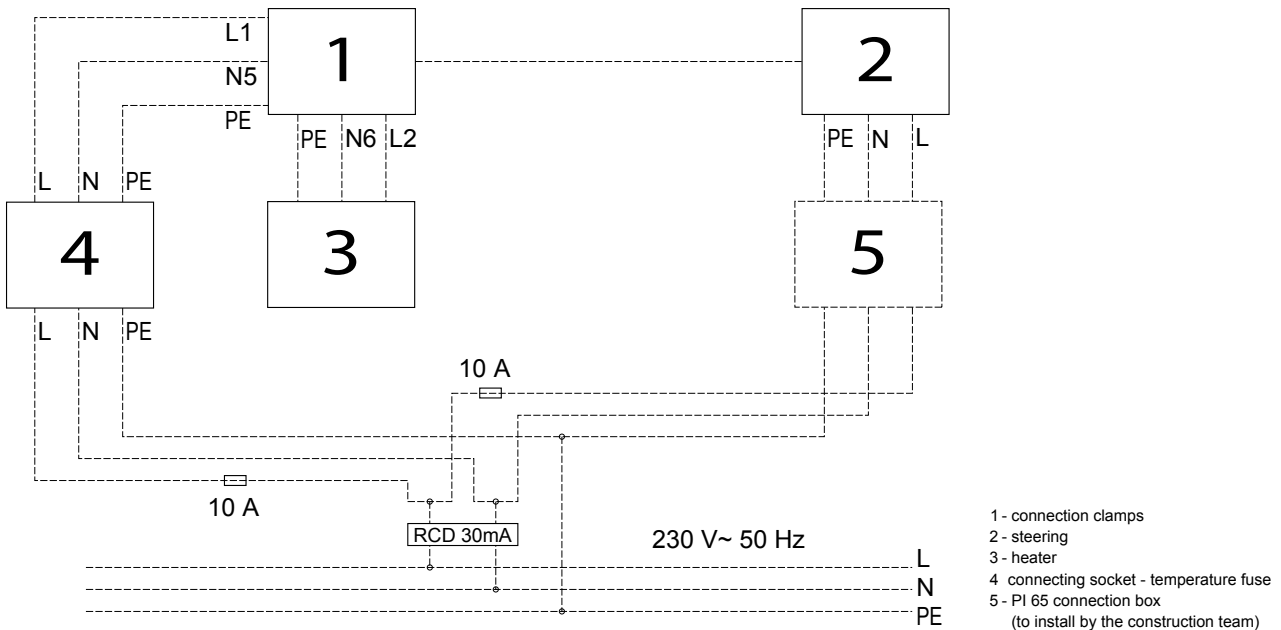 L1
1
2
N5
PE
PE N6 L2
PE N L
L N PE
4
3
5
L N PE
10 A
10 A
RCD 30mA
230 V~ 50 Hz
L
N
PE
1 - connection clamps
2 - steering
3 - heater
4 connecting socket - temperature fuse
5 - PI 65 connection box
(to install by the construction team)